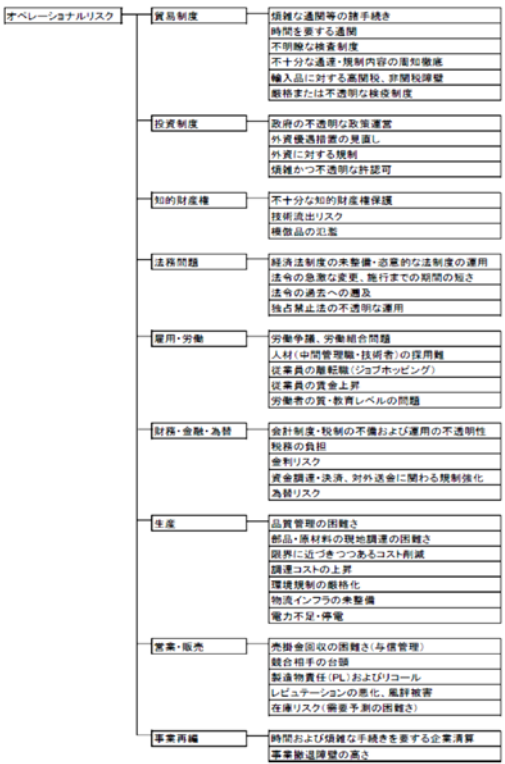 オペレーショナルリスク
貿易制度
煩雑な通関等の諸手続き
時間を要する通関
不明瞭な検査制度
不十分な通達・規制内容の周知徹底
輸入品に対する高関税、非関税障壁
厳格または不透明な検疫制度
投資制度
政府の不透明な政策運営
外資優遇措置の見直し
外資に対する規制
煩雑かつ不透明な許認可
知的財産権
不十分な知的財産権保護
技術流出リスク
模倣品の氾濫
法務問題
経済法制度の未整備・恣意的な法制度の運用
法令の急激な変更、施行までの期間の短さ
法令の過去への遡及
独占禁止法の不透明な運用
雇用・労働
労働争議、労働組合問題
人材(中間管理職・技術者)の採用難
従業員の離転職(ジョブホッピング)
従業員の賃金上昇
労働者の質・教育レベルの問題
財務・金融・為替
会計制度・税制の不備および運用の不透明性
税務の負担
金利リスク
資金調達・決済、対外送金に関わる規制強化
為替リスク
生産
品質管理の困難さ
部品・原材料の現地調達の困難さ
限界に近づきつつあるコスト削減
調達コストの上昇
環境規制の厳格化
物流インフラの未整備
電力不足・停電
営業・販売
売掛金回収の困難さ(与信管理)
競合相手の台頭
製造物責任(PL)およびリコール
レピュテーションの悪化、風評被害
在庫リスク(需要予測の困難さ)
事業再編
時間および煩雑な手続きを要する企業清算
事業撤退障壁の高さ